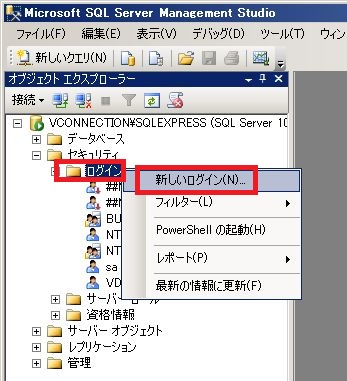 Microsoft SQL Server Management Studio
ファイル(F) 編集(E) 表示(V) デバッグ(D) ツール(T) ウィン
新しいクエリ(N)
オブジェクト エクスプローラー
接続
VCONNECTION¥SQLEXPRESS (SQL Server 10
データベース
セキュリティ
ログイン
新しいログイン(N)...
##
##
フィルター(L)
BU
NT
PowerShell の起動(H)
NT
sa
レポート(P)
VD
最新の情報に更新(F)
サーバー ロール
資格情報
サーバー オブジェクト
レプリケーション
管理